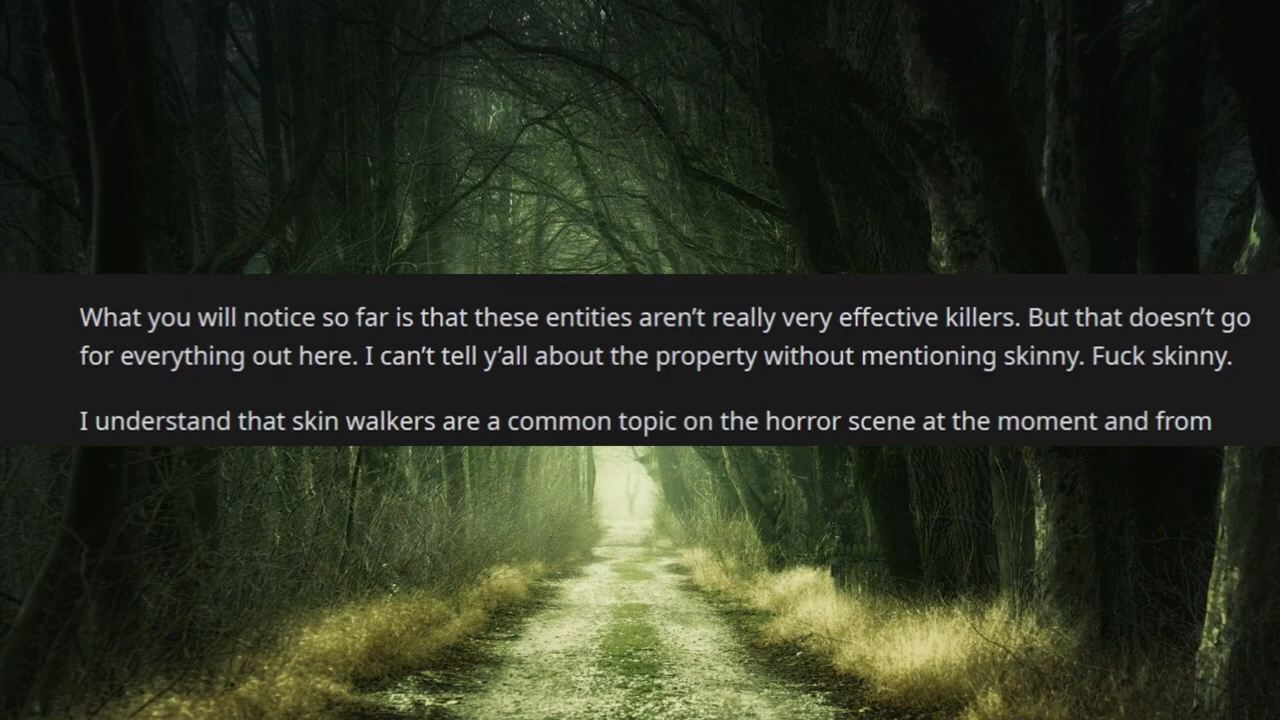 What you will notice so far is that these entities aren’t really very effective killers. But that doesn’t go
for everything out here. I can’t tell y’all about the property without mentioning skinny. Fuck skinny.
I understand that skin walkers are a common topic on the horror scene at the moment and from